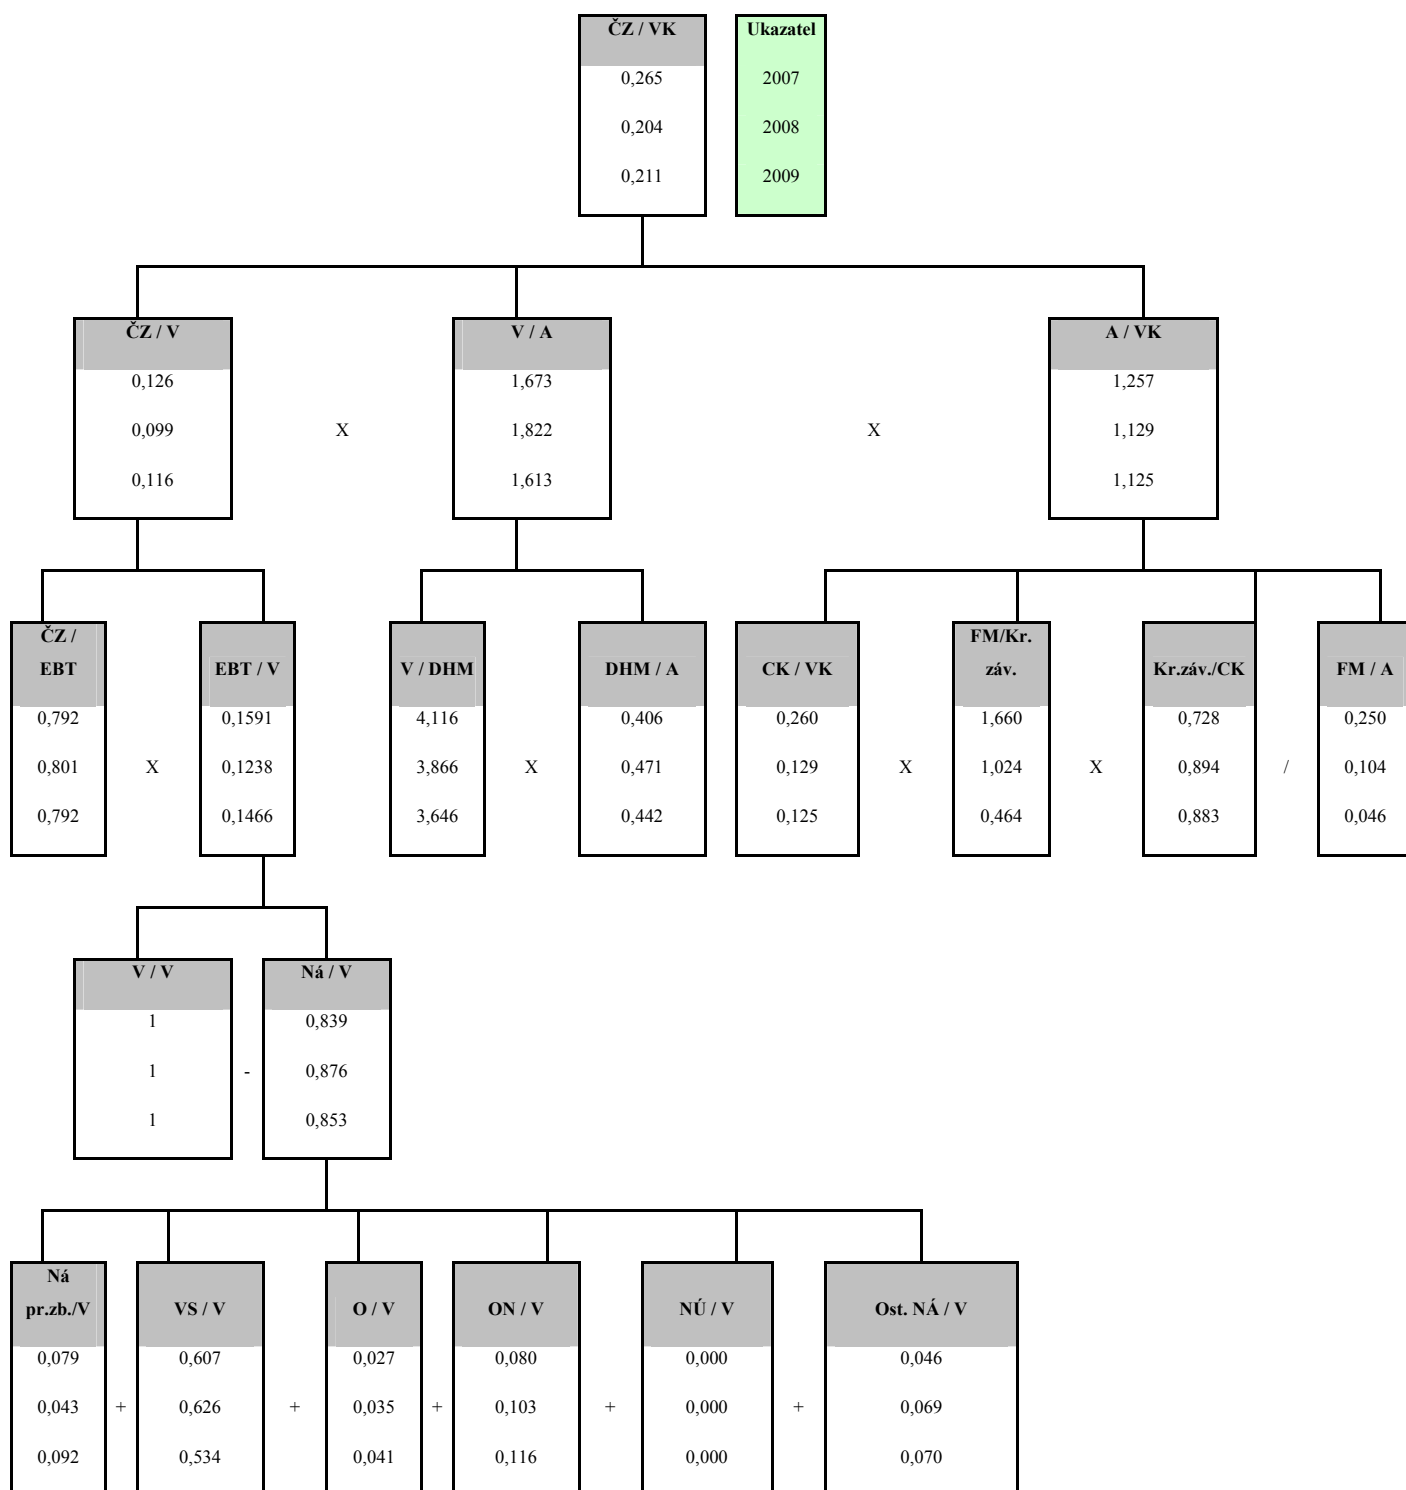 ČZ / VK Ukazatel
0,265 2007
0,204 2008
0,211 2009
ČZ / V V / A A / VK
0,126 1,673 1,257
0,099 X 1,822 X 1,129
0,116 1,613 1,125
ČZ / FM/Kr.
EBT EBT / V V / DHM DHM / A CK / VK záv. Kr.záv./CK FM / A
0,792 0,1591 4,116 0,406 0,260 1,660 0,728 0,250
0,801 X 0,1238 3,866 X 0,471 0,129 X 1,024 X 0,894 / 0,104
0,792 0,1466 3,646 0,442 0,125 0,464 0,883 0,046
V / V Ná / V
1 0,839
1 - 0,876
1 0,853
Ná
pr.zb./V VS / V O / V ON / V NÚ / V Ost. NÁ / V
0,079 0,607 0,027 0,080 0,000 0,046
0,043 + 0,626 + 0,035 + 0,103 + 0,000 + 0,069
0,092 0,534 0,041 0,116 0,000 0,070